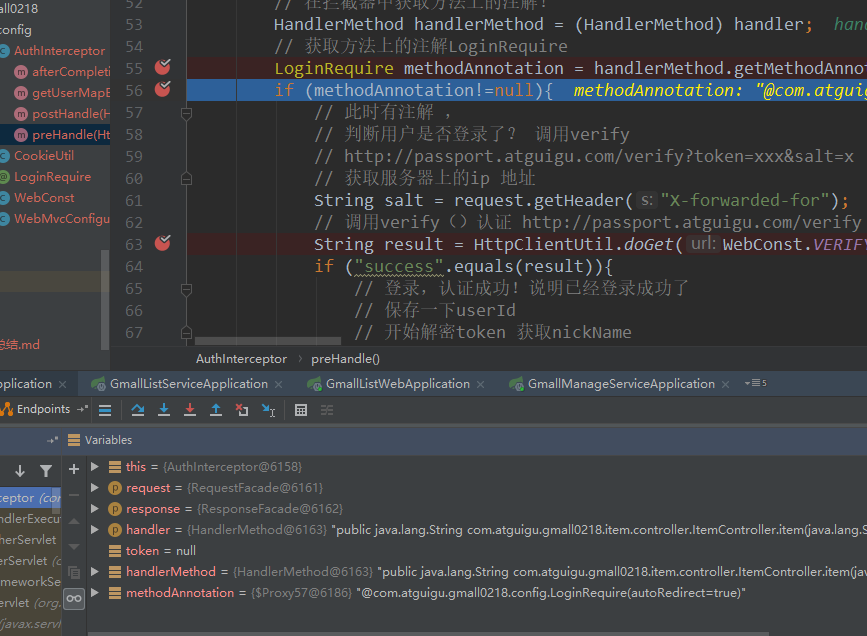 mall0218
config
AuthInterceptor
afterCompleti
getUserMapB
postHandle(H
preHandle(Ht
CookieUtil
LoginRequire
WebConst
WebMvcConfigu
总结.md
52 // 在拦截器中获取方法上的注解！
53 HandlerMethod handlerMethod = (HandlerMethod) handler; han
54 // 获取方法上的注解LoginRequire
55 LoginRequire methodAnnotation = handlerMethod.getMethodAnno
56 if (methodAnnotation!=null){ methodAnnotation: "@com.atguig
57 // 此时有注解 ，
58 // 判断用户是否登录了？ 调用verify
59 // http://passport.atguigu.com/verify?token=xxx&salt=x
60 // 获取服务器上的ip 地址
61 String salt = request.getHeader( s: "X-forwarded-for");
62 // 调用verify（）认证 http://passport.atguigu.com/verify
63 String result = HttpClientUtil.doGet( url: WebConst.VERIFY
64 if ("success".equals(result)){
65 // 登录，认证成功！说明已经登录成功了
66 // 保存一下userId
67 // 开始解密token 获取nickName
AuthInterceptor › preHandle()
pplication × GmallListServiceApplication × GmallListWebApplication × GmallManageServiceApplication × 5
Endpoints
Variables
this = {AuthInterceptor@6158}
request = {RequestFacade@6161}
response = {ResponseFacade@6162}
handler = {HandlerMethod@6163} "public java.lang.String com.atguigu.gmall0218.item.controller.ItemController.item(java.lang.S
token = null
handlerMethod = {HandlerMethod@6163} "public java.lang.String com.atguigu.gmall0218.item.controller.ItemController.item(jav
methodAnnotation = {$Proxy57@6186} "@com.atguigu.gmall0218.config.LoginRequire(autoRedirect=true)"
ceptor (cor
ndlerExecu
herServlet
erServlet (c
meworkSe
ervlet (org.
(javax.servl